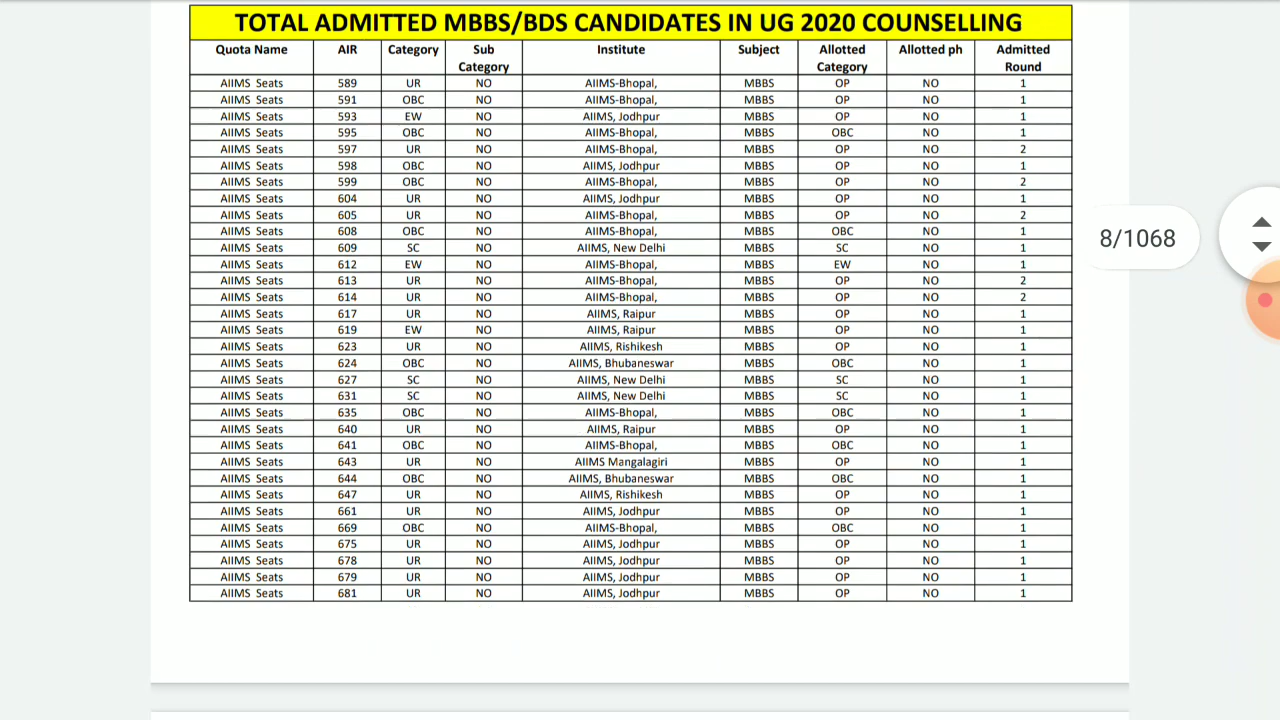 TOTAL ADMITTED MBBS/BDS CANDIDATES IN UG 2020 COUNSELLING
Quota Name AIR Category Sub Category Institute Subject Allotted Category Allotted ph Admitted Round
AIIMS Seats 589 UR NO AIIMS-Bhopal, MBBS OP NO 1
AIIMS Seats 591 OBC NO AIIMS-Bhopal, MBBS OP NO 1
AIIMS Seats 593 EW NO AIIMS, Jodhpur MBBS OP NO 1
AIIMS Seats 595 OBC NO AIIMS-Bhopal, MBBS OBC NO 1
AIIMS Seats 597 UR NO AIIMS-Bhopal, MBBS OP NO 2
AIIMS Seats 598 OBC NO AIIMS, Jodhpur MBBS OP NO 1
AIIMS Seats 599 OBC NO AIIMS-Bhopal, MBBS OP NO 2
AIIMS Seats 604 UR NO AIIMS, Jodhpur MBBS OP NO 1
AIIMS Seats 605 UR NO AIIMS-Bhopal, MBBS OP NO 2
AIIMS Seats 608 OBC NO AIIMS-Bhopal, MBBS OBC NO 1
AIIMS Seats 609 SC NO AIIMS, New Delhi MBBS SC NO 1
AIIMS Seats 612 EW NO AIIMS-Bhopal, MBBS EW NO 1
AIIMS Seats 613 UR NO AIIMS-Bhopal, MBBS OP NO 2
AIIMS Seats 614 UR NO AIIMS-Bhopal, MBBS OP NO 2
AIIMS Seats 617 UR NO AIIMS, Raipur MBBS OP NO 1
AIIMS Seats 619 EW NO AIIMS, Raipur MBBS OP NO 1
AIIMS Seats 623 UR NO AIIMS, Rishikesh MBBS OP NO 1
AIIMS Seats 624 OBC NO AIIMS, Bhubaneswar MBBS OBC NO 1
AIIMS Seats 627 SC NO AIIMS, New Delhi MBBS SC NO 1
AIIMS Seats 631 SC NO AIIMS, New Delhi MBBS SC NO 1
AIIMS Seats 635 OBC NO AIIMS-Bhopal, MBBS OBC NO 1
AIIMS Seats 640 UR NO AIIMS, Raipur MBBS OP NO 1
AIIMS Seats 641 OBC NO AIIMS-Bhopal, MBBS OBC NO 1
AIIMS Seats 643 UR NO AIIMS Mangalagiri MBBS OP NO 1
AIIMS Seats 644 OBC NO AIIMS, Bhubaneswar MBBS OBC NO 1
AIIMS Seats 647 UR NO AIIMS, Rishikesh MBBS OP NO 1
AIIMS Seats 661 UR NO AIIMS, Jodhpur MBBS OP NO 1
AIIMS Seats 669 OBC NO AIIMS-Bhopal, MBBS OBC NO 1
AIIMS Seats 675 UR NO AIIMS, Jodhpur MBBS OP NO 1
AIIMS Seats 678 UR NO AIIMS, Jodhpur MBBS OP NO 1
AIIMS Seats 679 UR NO AIIMS, Jodhpur MBBS OP NO 1
AIIMS Seats 681 UR NO AIIMS, Jodhpur MBBS OP NO 1
8/1068